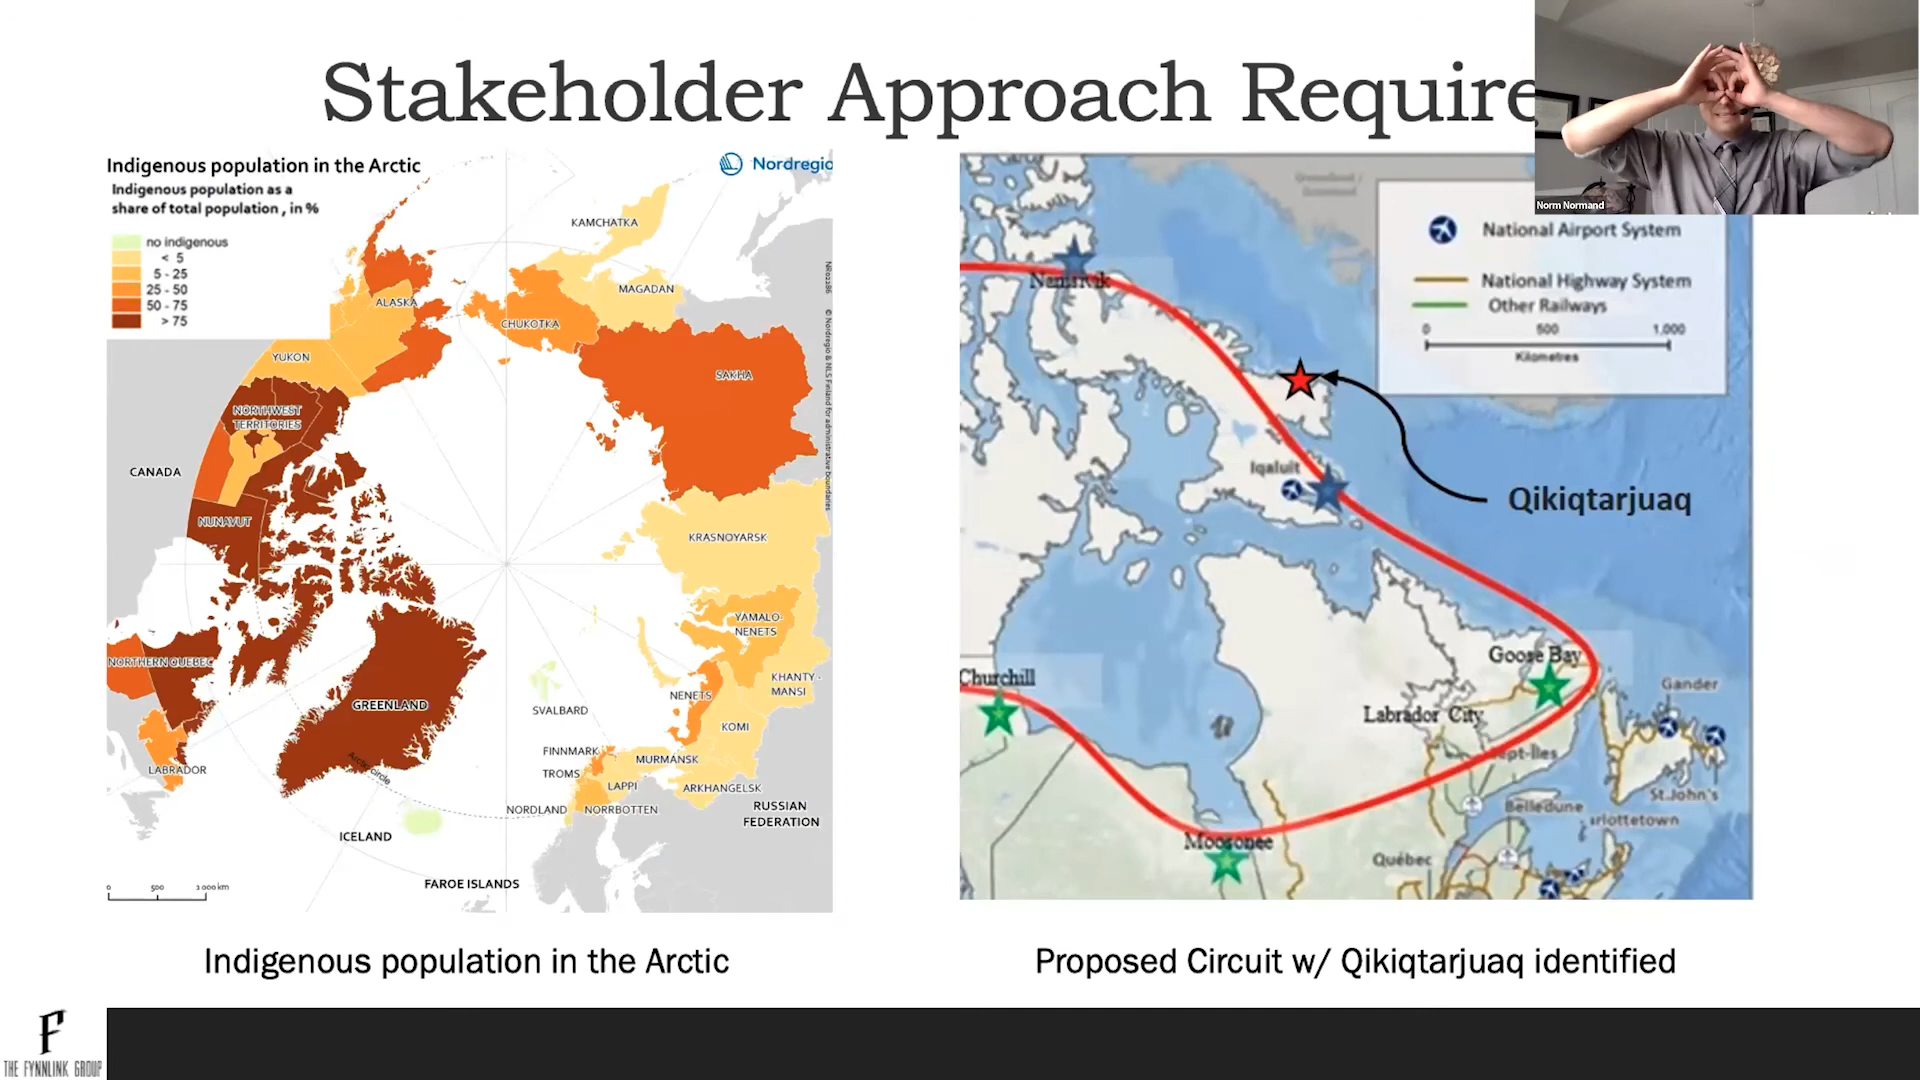 Stakeholder Approach Require
Norm Normand
Indigenous population in the Arctic
Nordregio
Indigenous population as a
share of total population , in %
no indigenous
< 5
5 - 25
25 - 50
50 - 75
> 75
KAMCHATKA
MAGADAN
ALASKA
CHUKOTKA
YUKON
SAKHA
NORTHWEST
TERRITORIES
CANADA
NUNAVUT
KRASNOYARSK
YAMALO-
NENETS
NORTHERN QUEBEC
KHANTY -
MANSI
NENETS
GREENLAND
SVALBARD
KOMI
FINNMARK
MURMANSK
TROMS
LABRADOR
Arctic circle
LAPPI
ARKHANGELSK
NORDLAND
NORRBOTTEN
RUSSIAN
FEDERATION
ICELAND
FAROE ISLANDS
0 500 1 000 km
NR02186 © Nordregio & NLS Finland for administrative boundaries
National Airport System
National Highway System
Other Railways
0 500 1,000
Kilometres
Nanisivik
Iqaluit
Qikiqtarjuaq
Goose Bay
Churchill
Gander
Labrador City
Sept-Îles
St.John's
Belledune
arlottetown
Moosonee
Québec
Indigenous population in the Arctic
Proposed Circuit w/ Qikiqtarjuaq identified
F
THE FYNNLINK GROUP